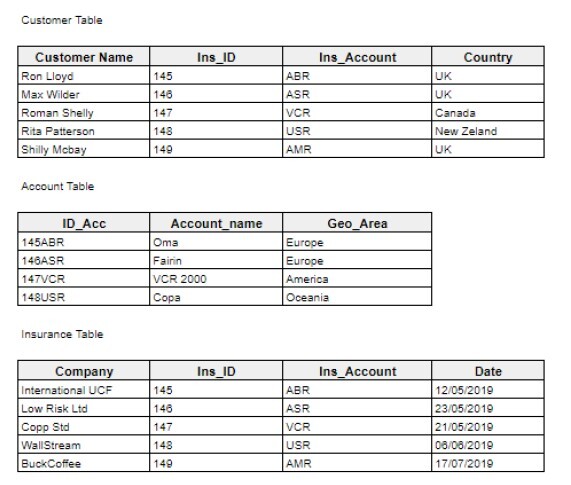 Customer Table
Customer Name Ins_ID Ins_Account Country
Ron Lloyd 145 ABR UK
Max Wilder 146 ASR UK
Roman Shelly 147 VCR Canada
Rita Patterson 148 USR New Zeland
Shilly Mcbay 149 AMR UK
Account Table
ID_Acc Account_name Geo_Area
145ABR Oma Europe
146ASR Fairin Europe
147VCR VCR 2000 America
148USR Copa Oceania
Insurance Table
Company Ins_ID Ins_Account Date
International UCF 145 ABR 12/05/2019
Low Risk Ltd 146 ASR 23/05/2019
Copp Std 147 VCR 21/05/2019
WallStream 148 USR 06/06/2019
BuckCoffee 149 AMR 17/07/2019